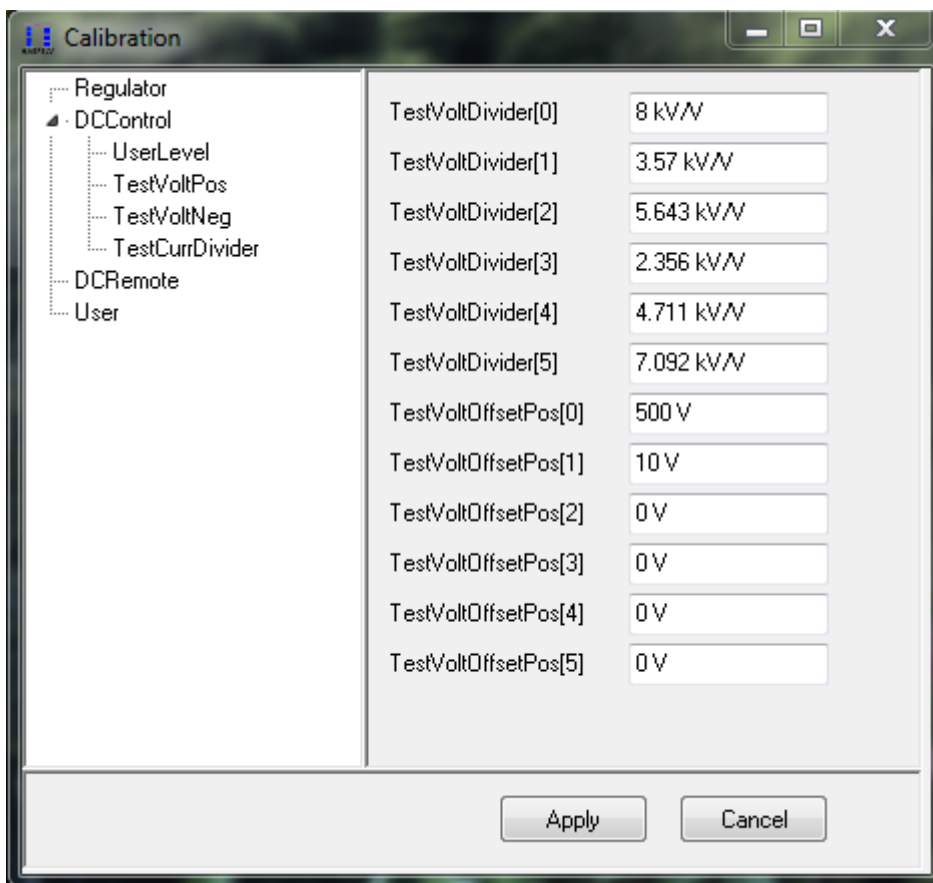 Calibration
Regulator
DCControl
UserLevel
TestVoltPos
TestVoltNeg
TestCurrDivider
DCRemote
User
TestVoltDivider[0] 8 kV/V
TestVoltDivider[1] 3.57 kV/V
TestVoltDivider[2] 5.643 kV/V
TestVoltDivider[3] 2.356 kV/V
TestVoltDivider[4] 4.711 kV/V
TestVoltDivider[5] 7.092 kV/V
TestVoltOffsetPos[0] 500 V
TestVoltOffsetPos[1] 10 V
TestVoltOffsetPos[2] 0 V
TestVoltOffsetPos[3] 0 V
TestVoltOffsetPos[4] 0 V
TestVoltOffsetPos[5] 0 V
Apply Cancel